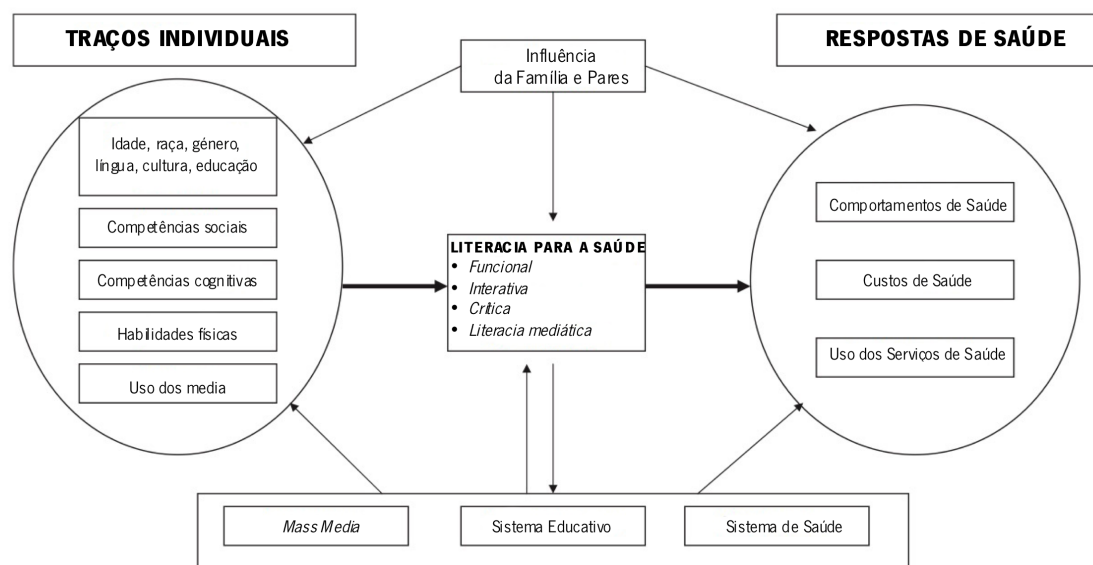 TRAÇOS INDIVIDUAIS
Influência
da Família e Pares
RESPOSTAS DE SAÚDE
Idade, raça, género,
língua, cultura, educação
Competências sociais
Competências cognitivas
Habilidades físicas
Uso dos media
LITERACIA PARA A SAÚDE
• Funcional
• Interativa
• Crítica
• Literacia mediática
Comportamentos de Saúde
Custos de Saúde
Uso dos Serviços de Saúde
Mass Media
Sistema Educativo
Sistema de Saúde